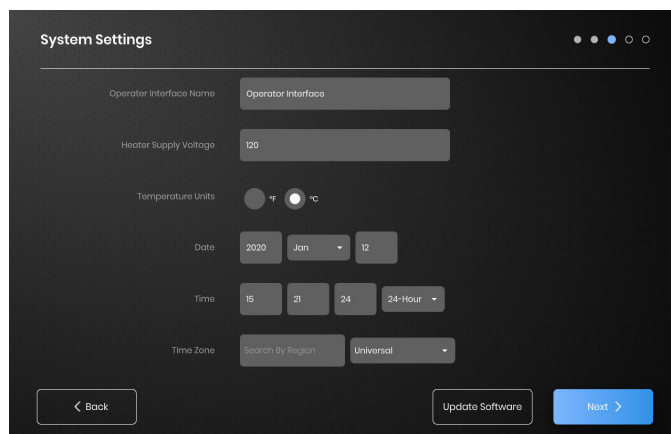 System Settings
Operater Interface Name Operator Interface
Heater Supply Voltage 120
Temperature Units °F °C
Date 2020 Jan 12
Time 15 21 24 24-Hour
Time Zone Search By Region Universal
Back Update Software Next